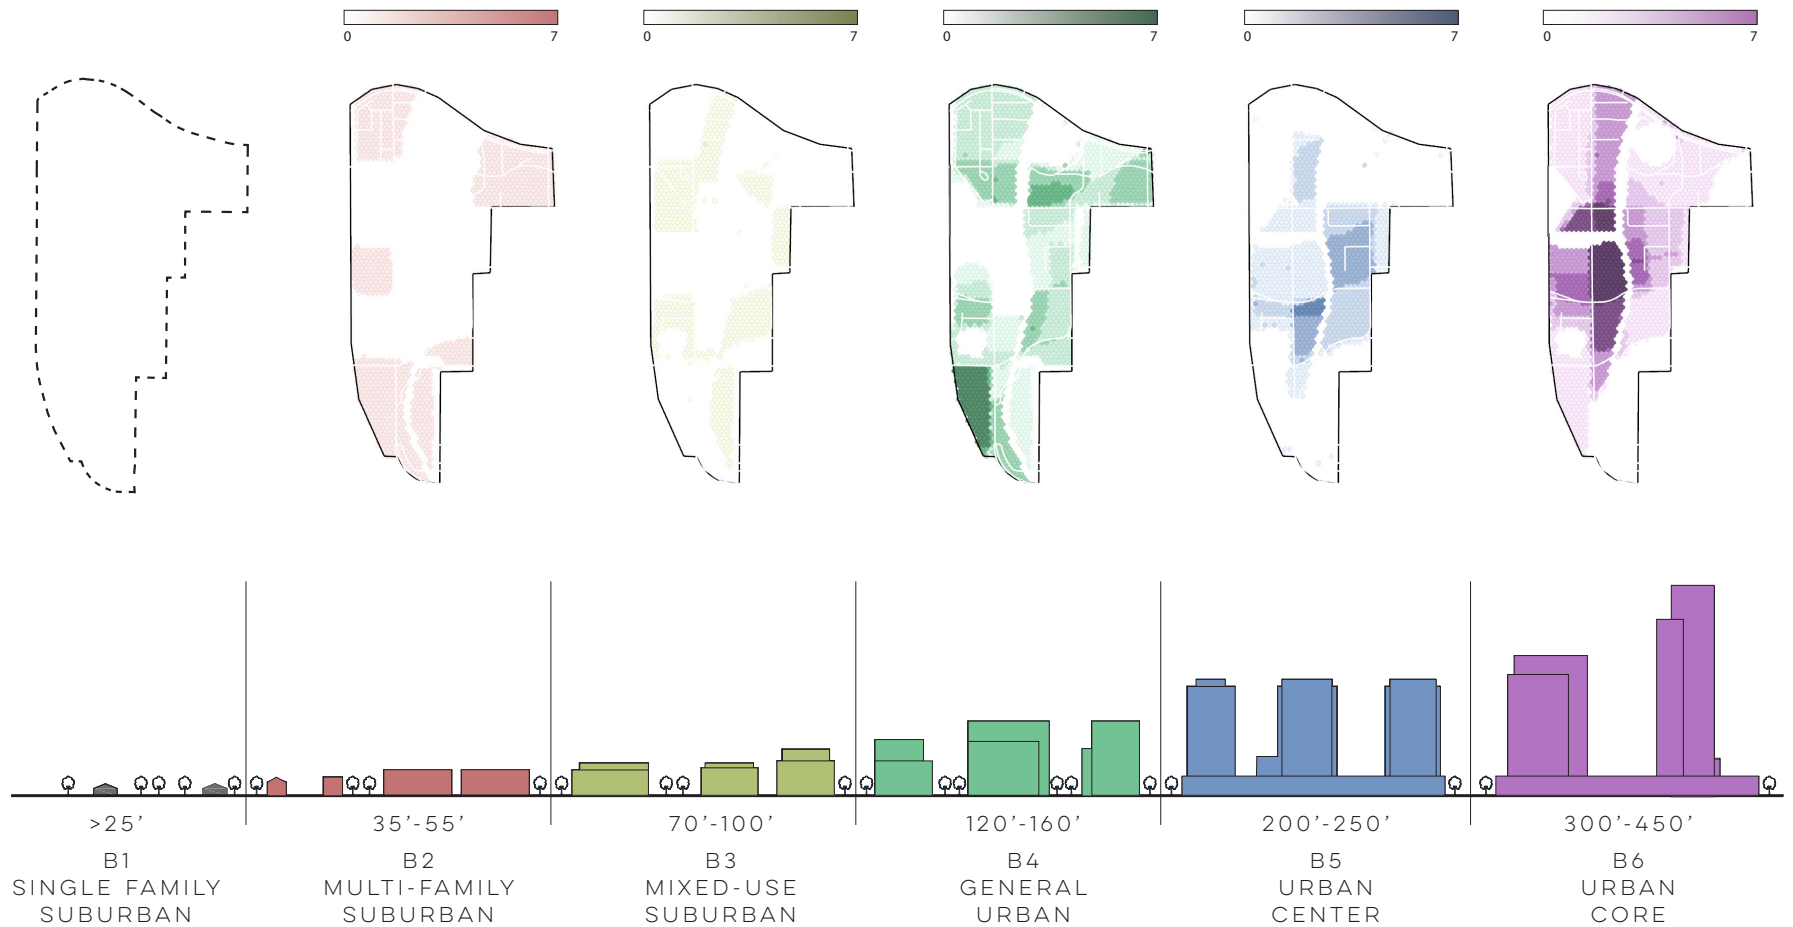 0 7
0 7
0 7
0 7
0 7
>25'
35'-55'
70'-100'
120'-160'
200'-250'
300'-450'
B1
SINGLE FAMILY
SUBURBAN
B2
MULTI-FAMILY
SUBURBAN
B3
MIXED-USE
SUBURBAN
B4
GENERAL
URBAN
B5
URBAN
CENTER
B6
URBAN
CORE